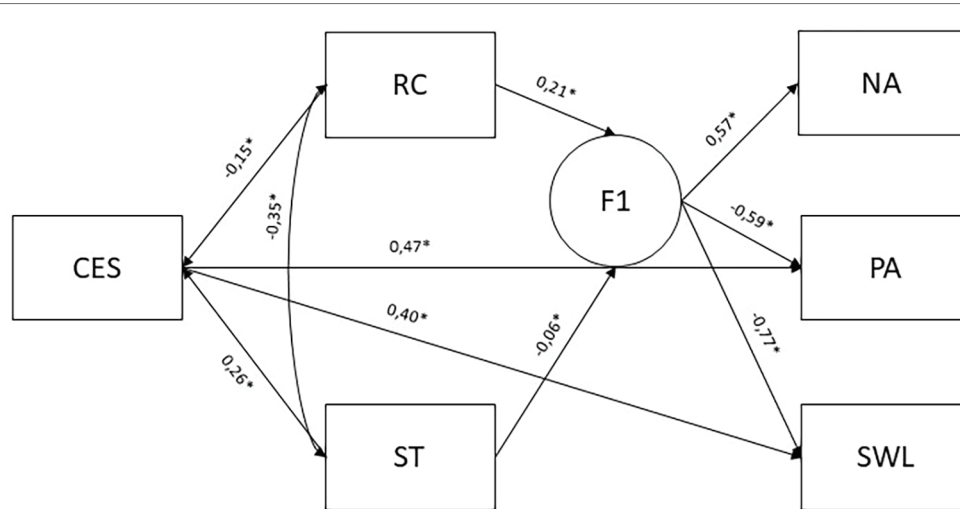 RC
NA
0,21*
0,57*
-0,15*
F1
-0,35*
-0,59*
CES
0,47*
PA
0,40*
-0,06*
-0,77*
0,26*
ST
SWL